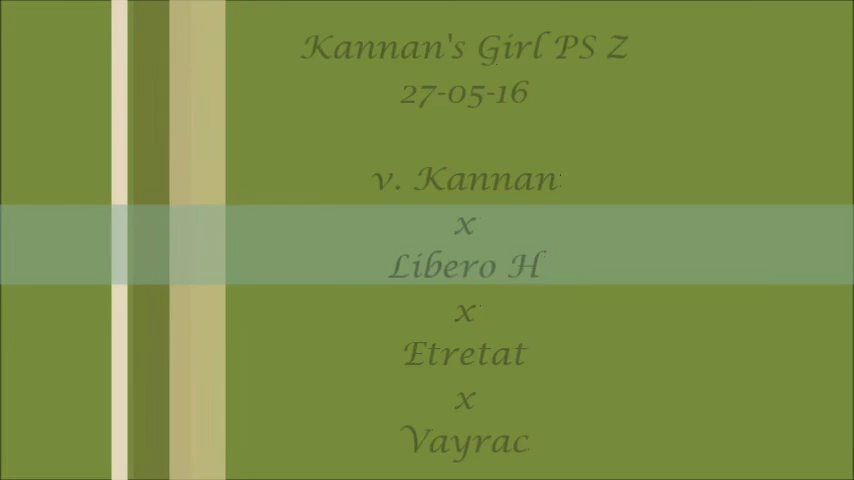 Kannan's Girl PS Z
27-05-16
v. Kannan
x
Libero H
x
Etretat
x
Vayrac